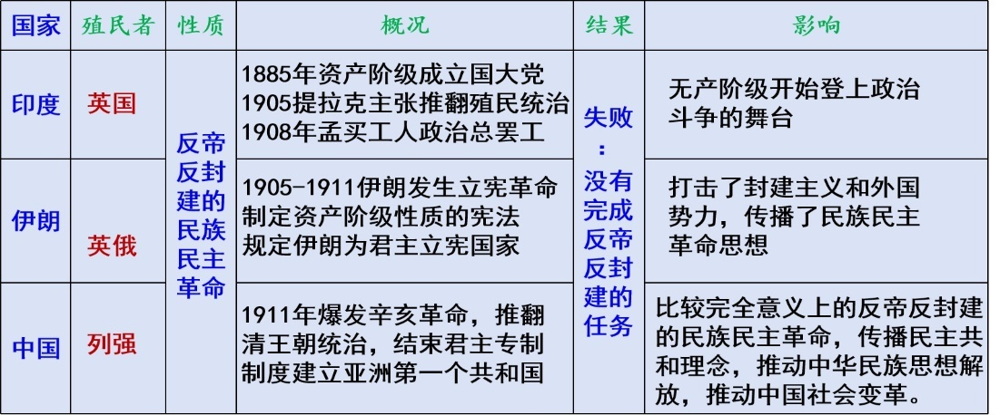 国家 殖民者 性质 概况 结果 影响
印度
英国
反帝
反封
建的
民族
民主
革命
1885年资产阶级成立国大党
1905提拉克主张推翻殖民统治
1908年孟买工人政治总罢工
失败
：
没有
完成
反帝
反封
建的
任务
无产阶级开始登上政治
斗争的舞台
伊朗
英俄
1905-1911伊朗发生立宪革命
制定资产阶级性质的宪法
规定伊朗为君主立宪国家
打击了封建主义和外国
势力，传播了民族民主
革命思想
中国
列强
1911年爆发辛亥革命，推翻
清王朝统治，结束君主专制
制度建立亚洲第一个共和国
比较完全意义上的反帝反封建
的民族民主革命，传播民主共
和理念，推动中华民族思想解
放，推动中国社会变革。